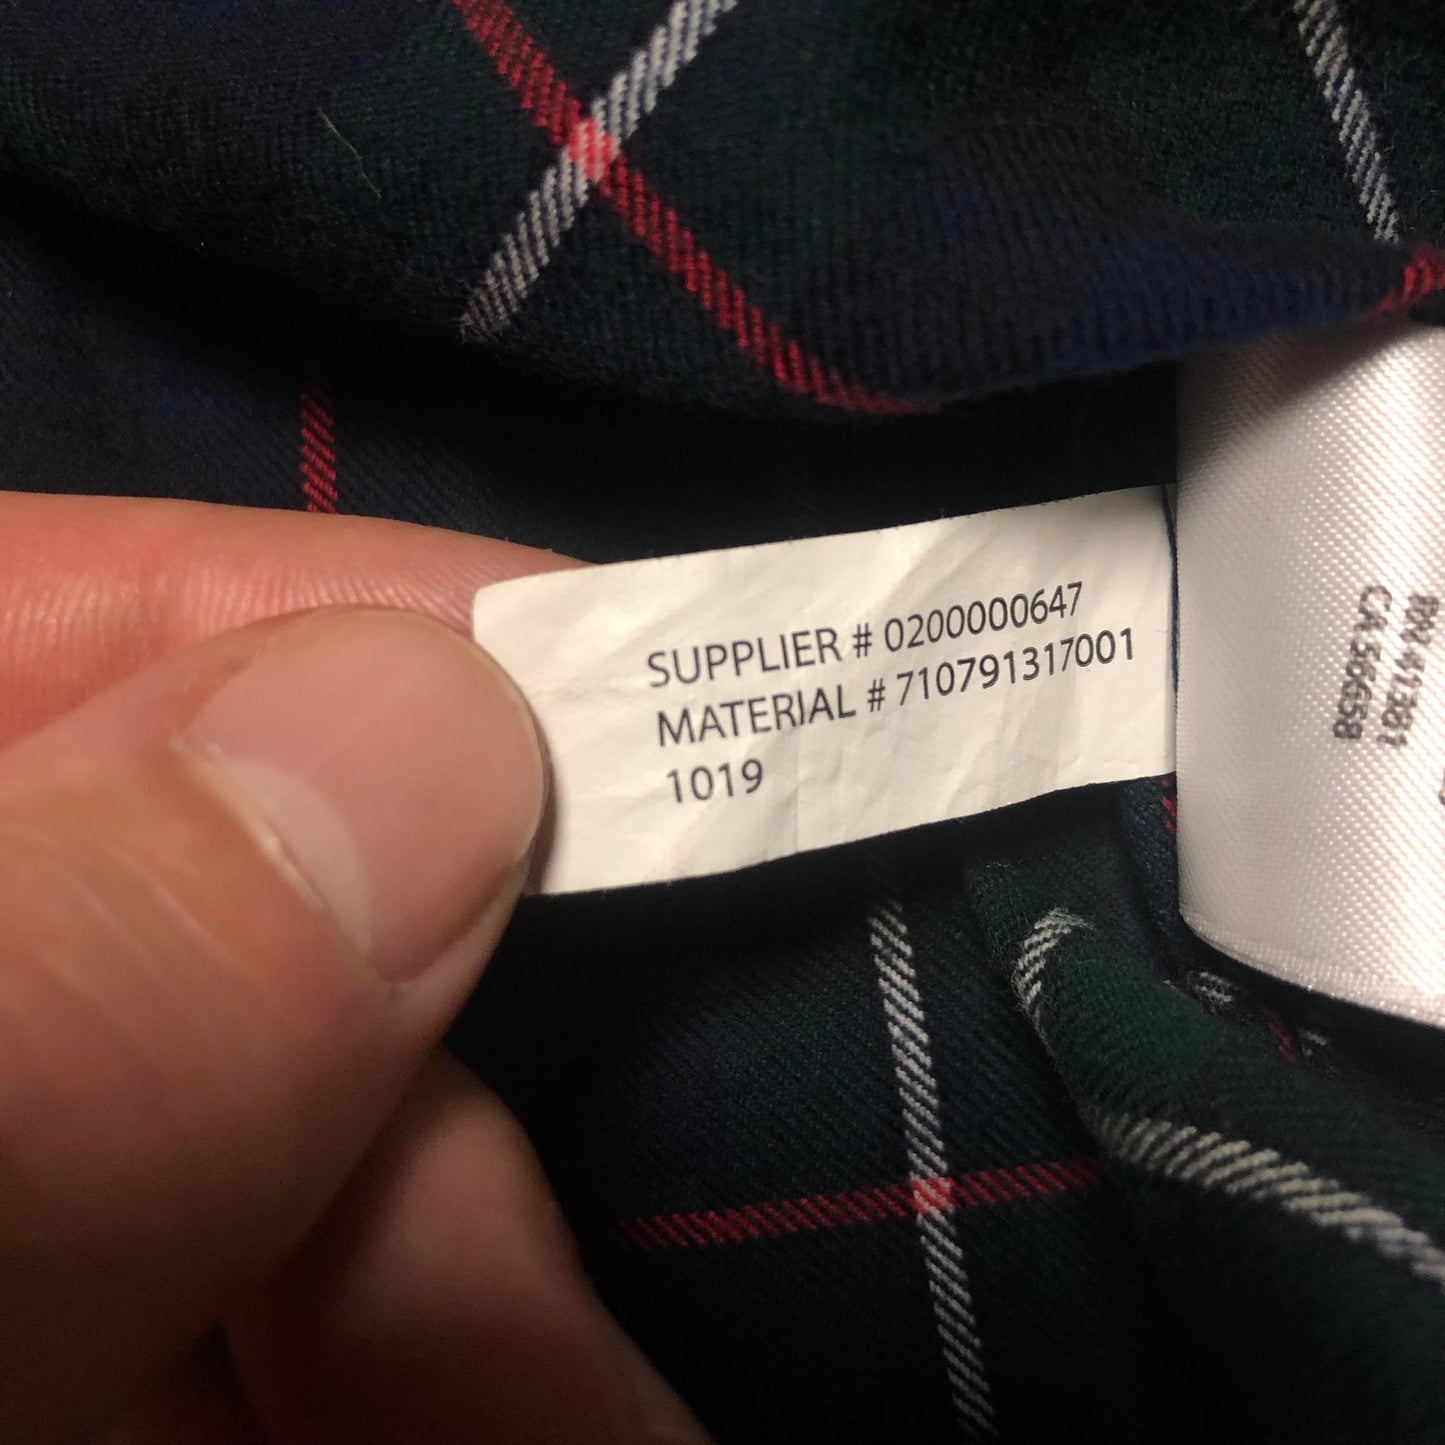 SUPPLIER # 0200000647
MATERIAL # 710791317001
1019
RN 41381
CA 56658